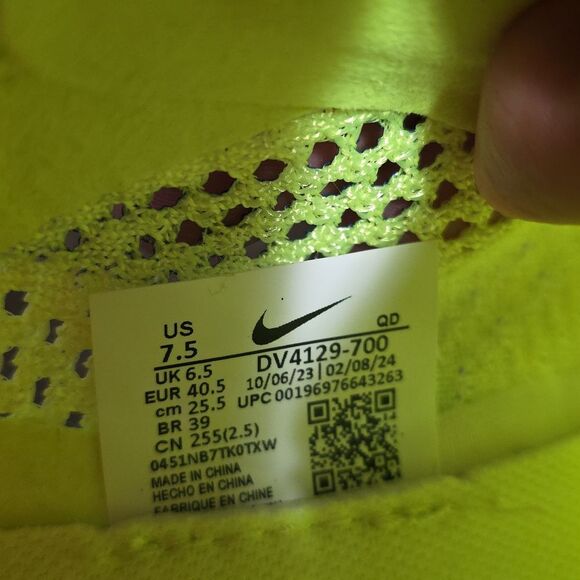 US
7.5
QD
UK 6.5 DV4129-700
EUR 40.5 10/06/23 | 02/08/24
cm 25.5 UPC 00196976643263
BR 39
CN 255(2.5)
0451NB7TK0TXW
MADE IN CHINA
HECHO EN CHINA
FABRIQUE EN CHINE